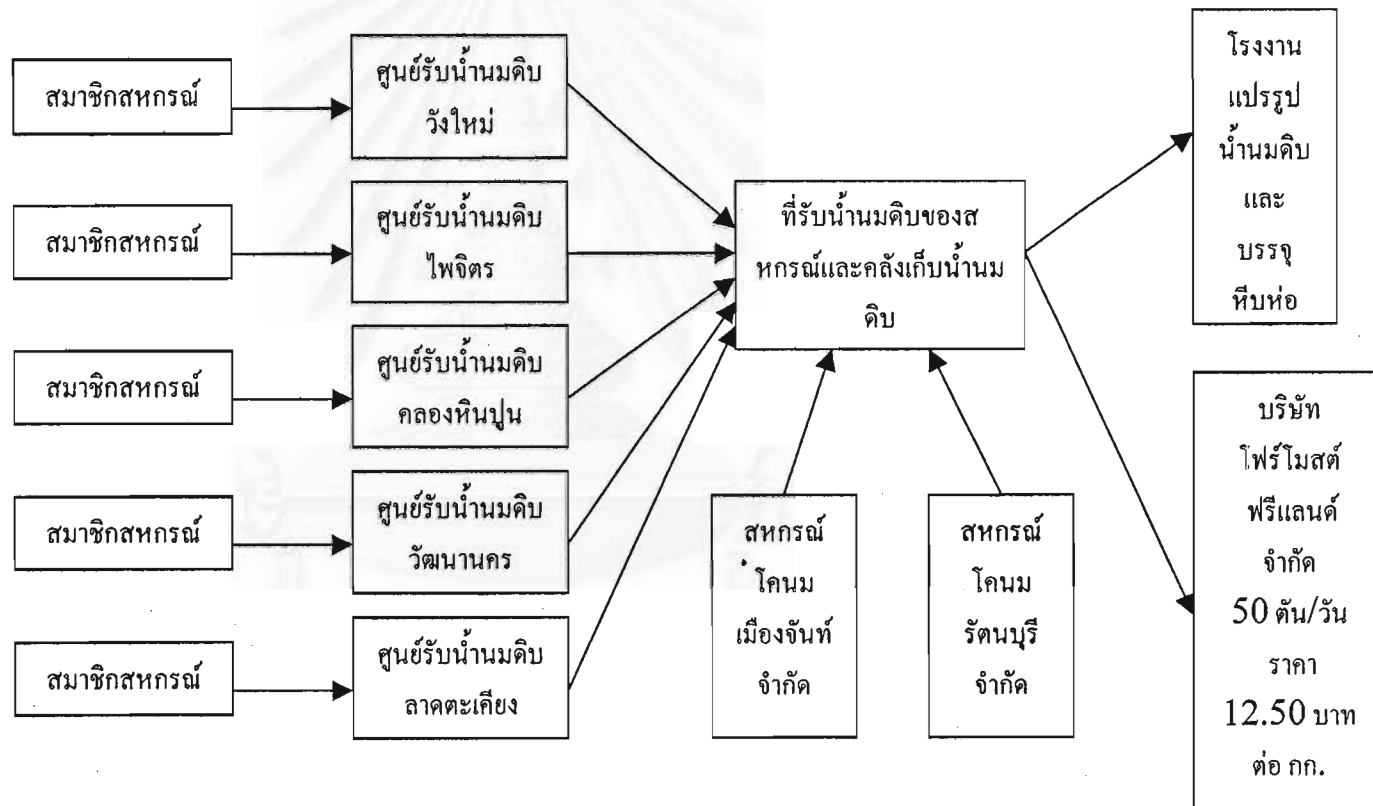 สมาชิกสหกรณ์
ศูนย์รับน้ำนมดิบ
วังใหม่
สมาชิกสหกรณ์
ศูนย์รับน้ำนมดิบ
ไพจิตร
สมาชิกสหกรณ์
ศูนย์รับน้ำนมดิบ
คลองหินปูน
สมาชิกสหกรณ์
ศูนย์รับน้ำนมดิบ
วัฒนานคร
สมาชิกสหกรณ์
ศูนย์รับน้ำนมดิบ
ลาดตะเคียง
ที่รับน้ำนมดิบของส
หกรณ์และคลังเก็บน้ำนม
ดิบ
สหกรณ์
โคนม
เมืองจันท์
จำกัด
สหกรณ์
โคนม
รัตนบุรี
จำกัด
โรงงาน
แปรรูป
น้ำนมดิบ
และ
บรรจุ
หีบห่อ
บริษัท
โฟร์โมสต์
ฟรีแลนด์
จำกัด
50 ตัน/วัน
ราคา
12.50 บาท
ต่อ กก.